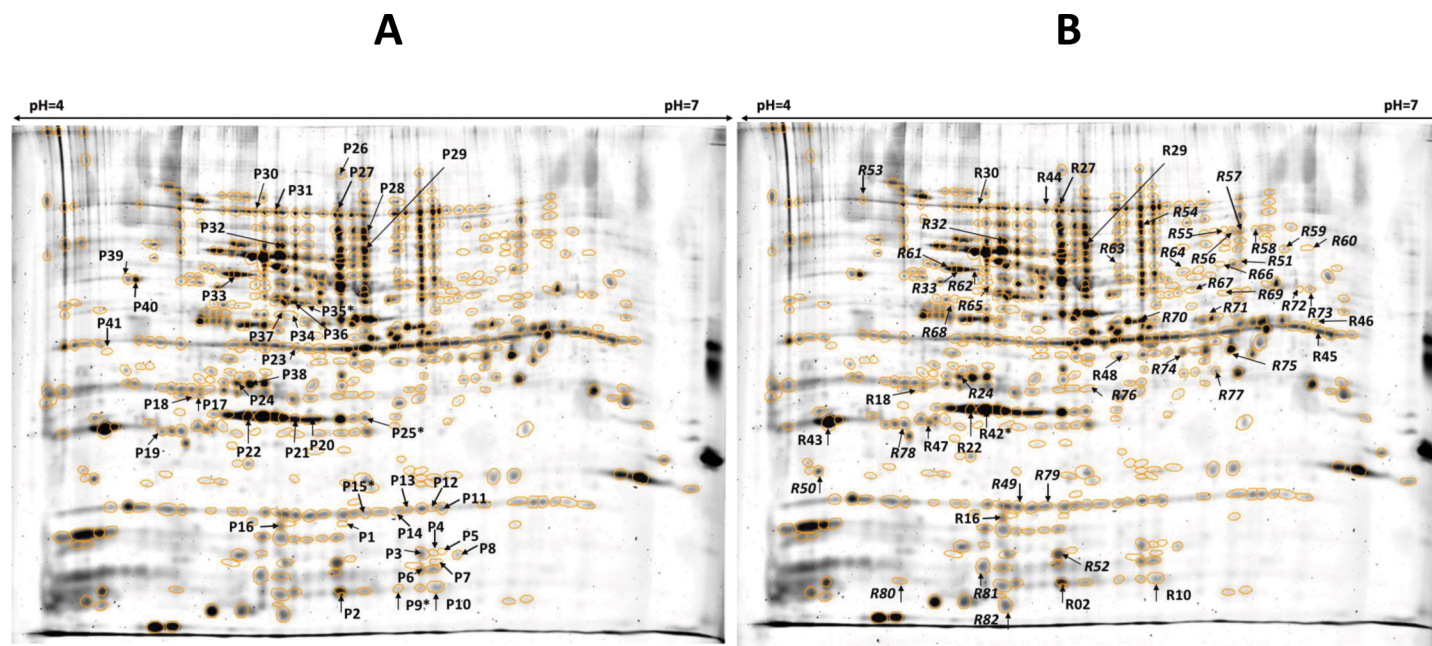 A B
pH=4 pH=7 pH=4 pH=7
P26
P27
P29
P30
P31
P28
P32
P39
P40
P33
P35*
P37
P34
P36
P41
P23
P38
P24
P18
P17
P25*
P19
P22
P21
P20
P15*
P13
P12
P11
P16
P1
P14
P4
P5
P3
P8
P6
P7
P2
P9*
P10
R53
R30
R44
R27
R29
R57
R54
R32
R55
R58
R59
R60
R61
R63
R64
R56
R51
R66
R33
R62
R65
R67
R69
R72
R73
R68
R70
R71
R46
R45
R48
R74
R75
R18
R24
R76
R77
R43
R78
R47
R22
R42*
R50
R49
R79
R16
R52
R80
R81
R02
R10
R82